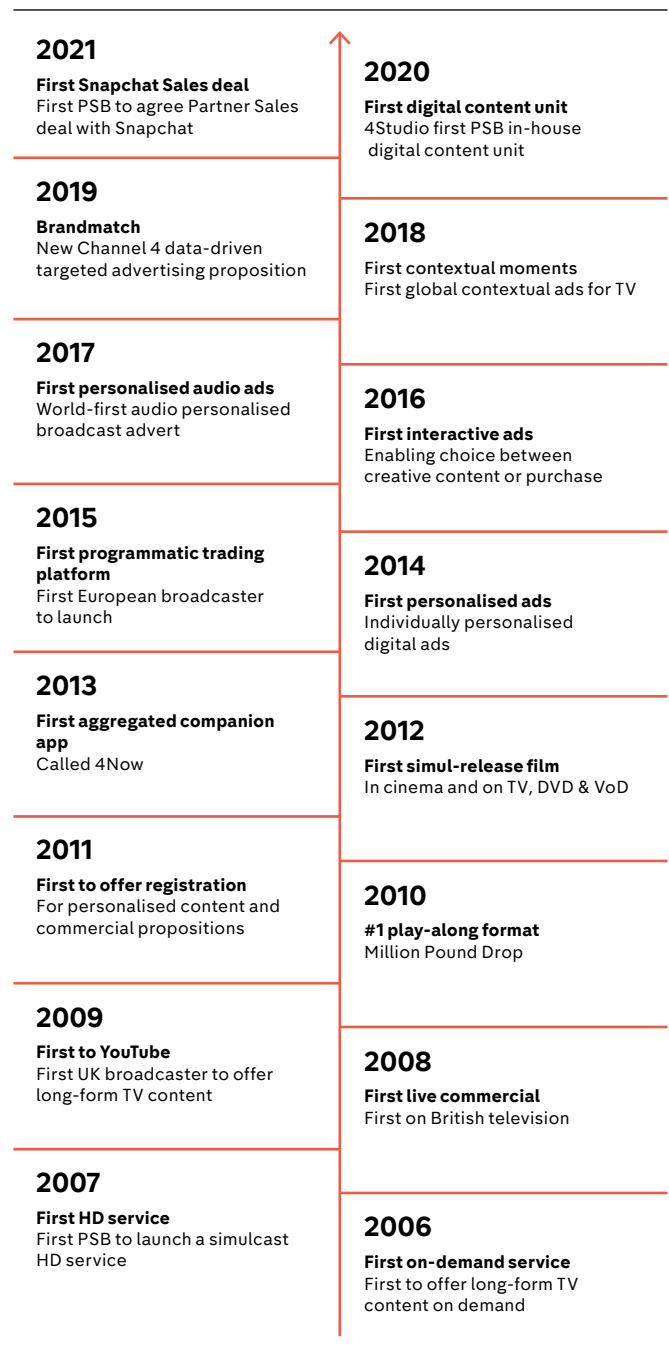 2021
First Snapchat Sales deal
First PSB to agree Partner Sales
deal with Snapchat
2020
First digital content unit
4Studio first PSB in-house
digital content unit
2019
Brandmatch
New Channel 4 data-driven
targeted advertising proposition
2018
First contextual moments
First global contextual ads for TV
2017
First personalised audio ads
World-first audio personalised
broadcast advert
2016
First interactive ads
Enabling choice between
creative content or purchase
2015
First programmatic trading
platform
First European broadcaster
to launch
2014
First personalised ads
Individually personalised
digital ads
2013
First aggregated companion
app
Called 4Now
2012
First simul-release film
In cinema and on TV, DVD & VoD
2011
First to offer registration
For personalised content and
commercial propositions
2010
#1 play-along format
Million Pound Drop
2009
First to YouTube
First UK broadcaster to offer
long-form TV content
2008
First live commercial
First on British television
2007
First HD service
First PSB to launch a simulcast
HD service
2006
First on-demand service
First to offer long-form TV
content on demand